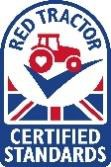 RED TRACTOR
CERTIFIED
STANDARDS